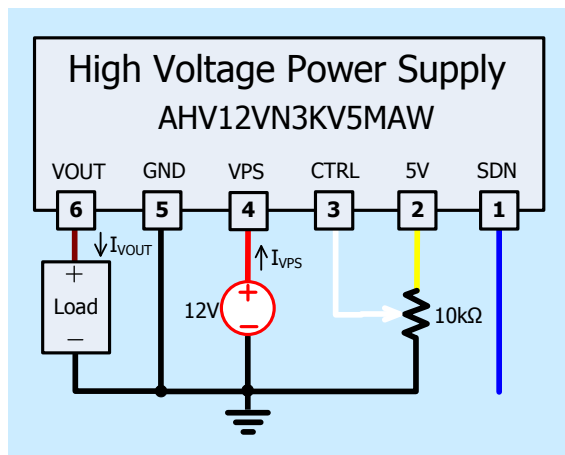 High Voltage Power Supply
AHV12VN3KV5MAW
VOUT GND VPS CTRL 5V SDN
6 5 4 3 2 1
IVOUT IVPS
+ +
Load 12V 10kΩ
− −